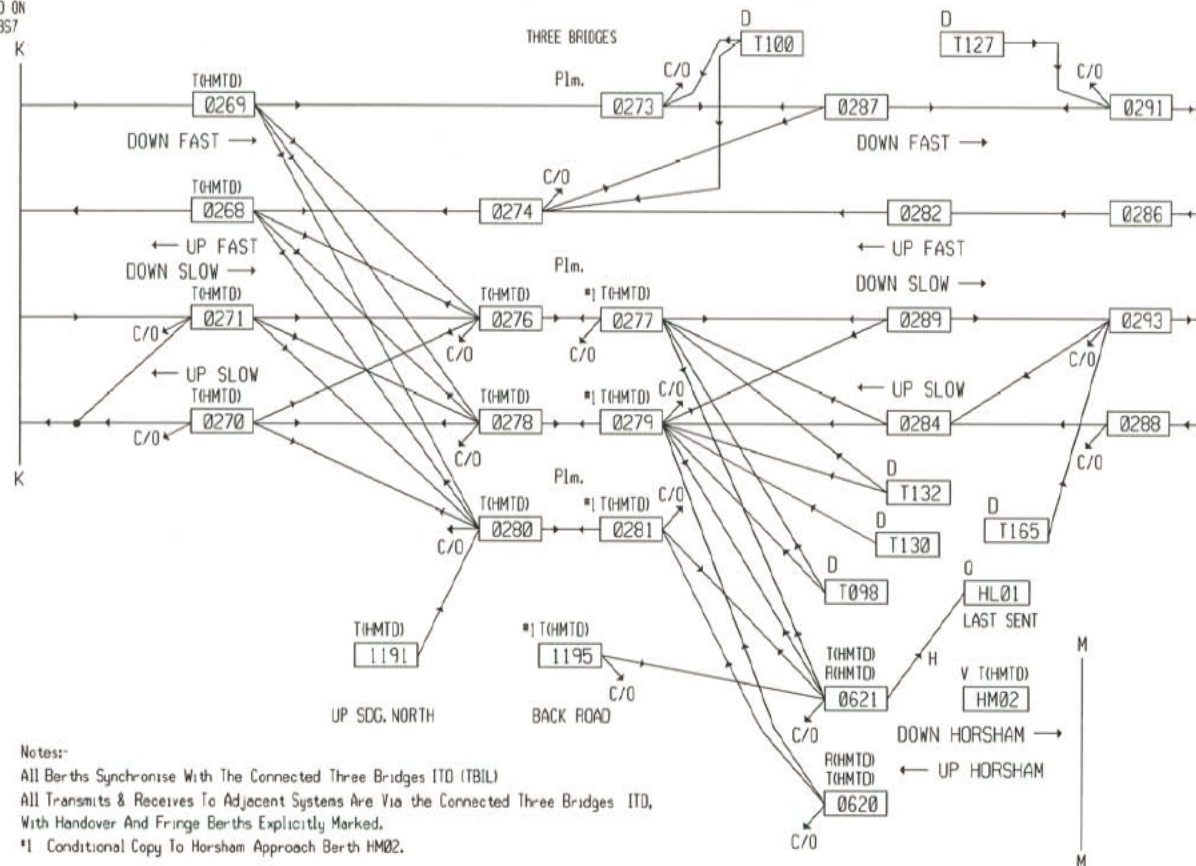 D ON
BS7
K
THREE BRIDGES
D
T100
D
T127
T(HMTD)
0269
Plm.
0273
C/O
0287
C/O
0291
DOWN FAST →
DOWN FAST →
T(HMTD)
0268
0274
C/O
0282
0286
← UP FAST
← UP FAST
DOWN SLOW →
DOWN SLOW →
Plm.
T(HMTD)
0271
C/O
T(HMTD)
0276
C/O
*1 T(HMTD)
0277
C/O
0289
0293
C/O
← UP SLOW
← UP SLOW
T(HMTD)
0270
C/O
T(HMTD)
0278
C/O
*1 T(HMTD)
0279
C/O
0284
0288
C/O
K
Plm.
T(HMTD)
0280
C/O
*1 T(HMTD)
0281
C/O
D
T132
D
T130
D
T165
D
T098
Q
HL01
LAST SENT
T(HMTD)
1191
UP SDG. NORTH
*1 T(HMTD)
1195
C/O
BACK ROAD
T(HMTD)
R(HMTD)
0621
C/O
H
V T(HMTD)
HM02
M
DOWN HORSHAM →
← UP HORSHAM
R(HMTD)
T(HMTD)
0620
C/O
M
Notes:-
All Berths Synchronise With The Connected Three Bridges ITD (TBIL)
All Transmits & Receives To Adjacent Systems Are Via the Connected Three Bridges ITD,
With Handover And Fringe Berths Explicitly Marked.
*1 Conditional Copy To Horsham Approach Berth HM02.